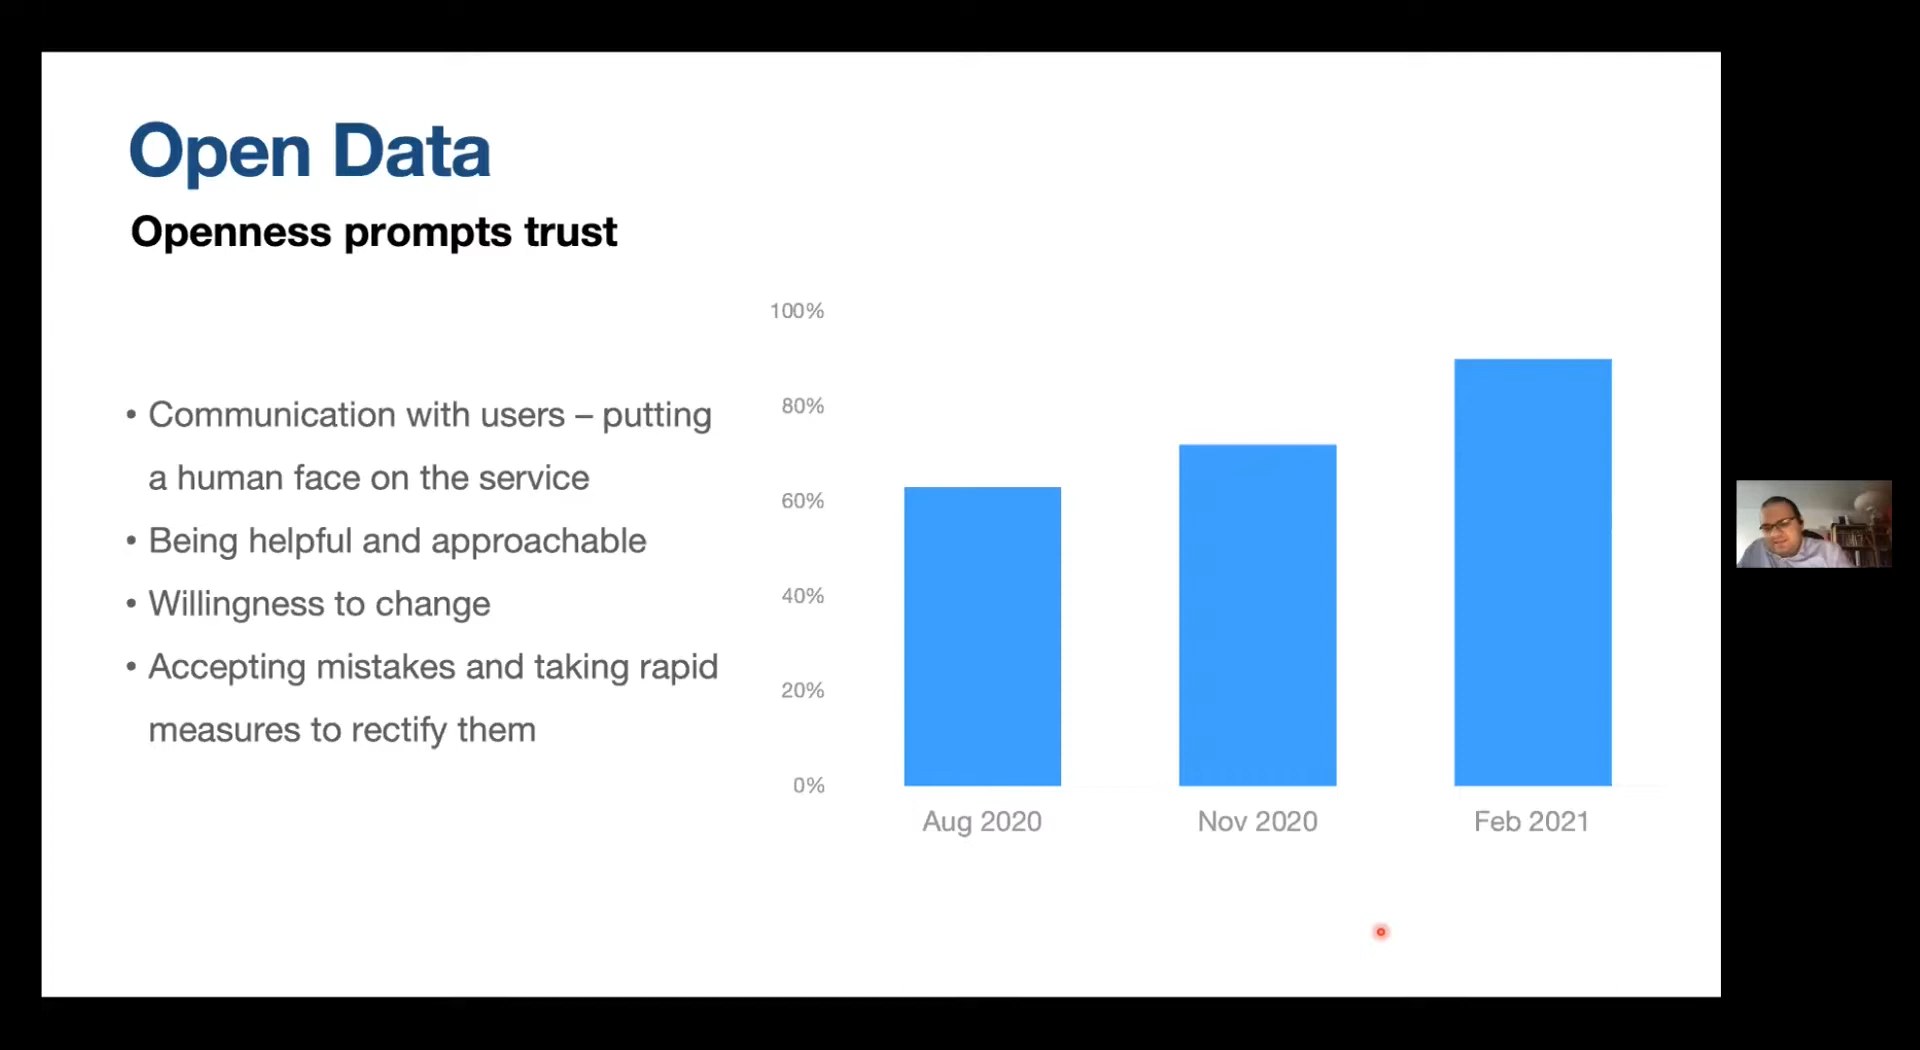 Open Data
Openness prompts trust
• Communication with users – putting
a human face on the service
• Being helpful and approachable
• Willingness to change
• Accepting mistakes and taking rapid
measures to rectify them
100%
80%
60%
40%
20%
0%
Aug 2020 Nov 2020 Feb 2021